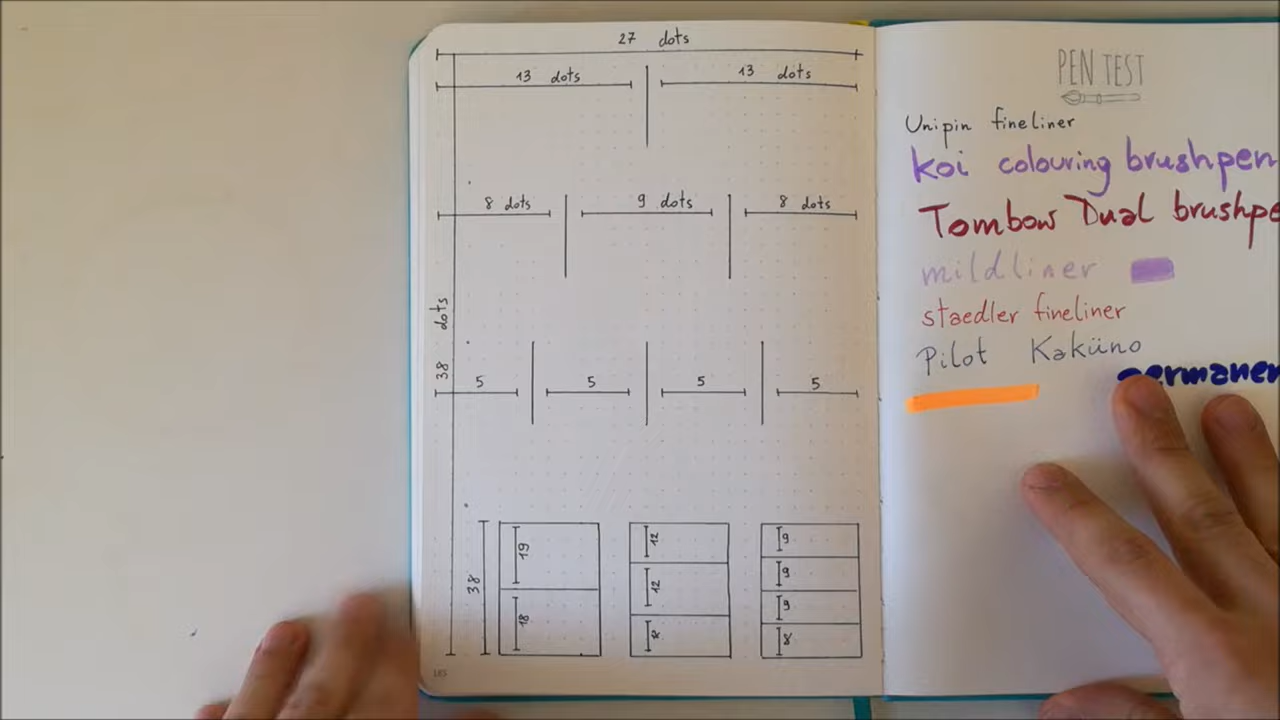 27 dots
13 dots 13 dots
8 dots 9 dots 8 dots
38 dots
5 5 5 5
38
19
18
12
12
9
9
9
8
PEN TEST
Unipin fineliner
koi colouring brushpen
Tombow Dual
mildliner
staedler fineliner
Pilot Kaküno